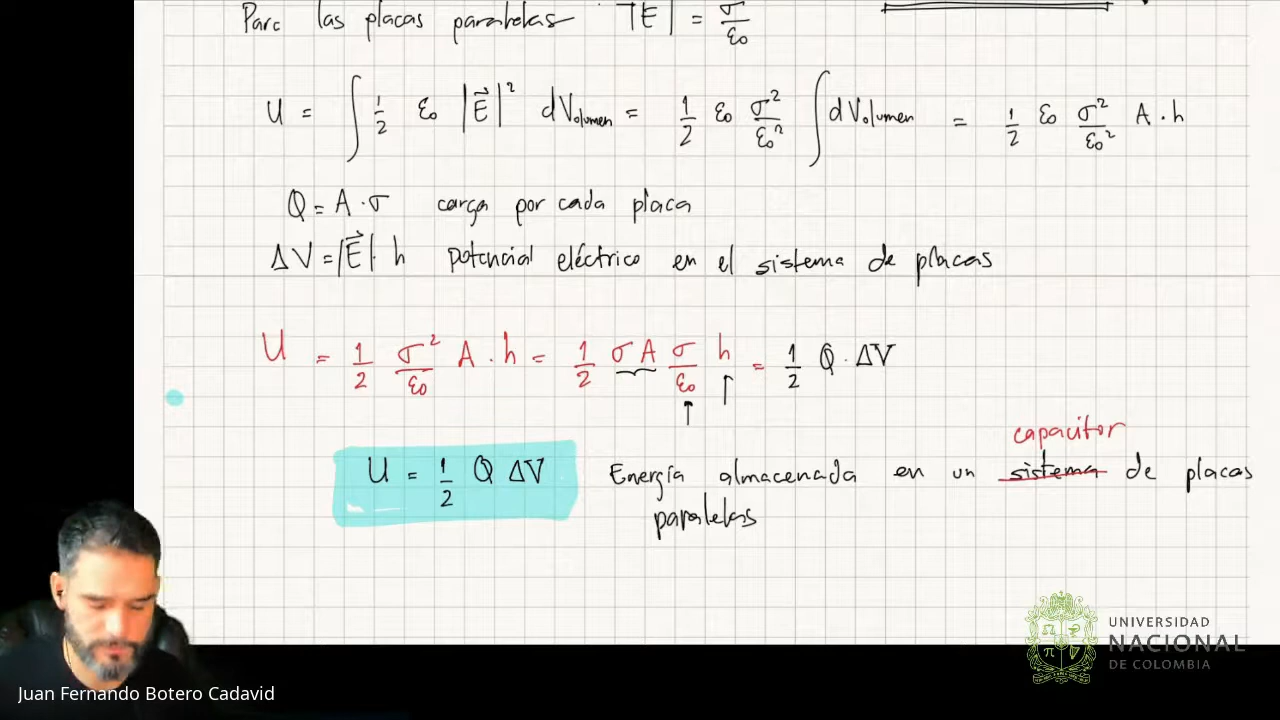 Para las placas paralelas |E| = σ/ε₀
U = ∫ 1/2 ε₀ |E⃗|² dVolumen = 1/2 ε₀ σ²/ε₀² ∫ dVolumen = 1/2 ε₀ σ²/ε₀² A · h
Q = A · σ carga por cada placa
ΔV = |E⃗| · h potencial eléctrico en el sistema de placas
U = 1/2 σ²/ε₀ A · h = 1/2 σ A σ/ε₀ h = 1/2 Q · ΔV
capacitor
U = 1/2 Q ΔV Energía almacenada en un sistema de placas
paralelas
UNIVERSIDAD
NACIONAL
DE COLOMBIA
Juan Fernando Botero Cadavid